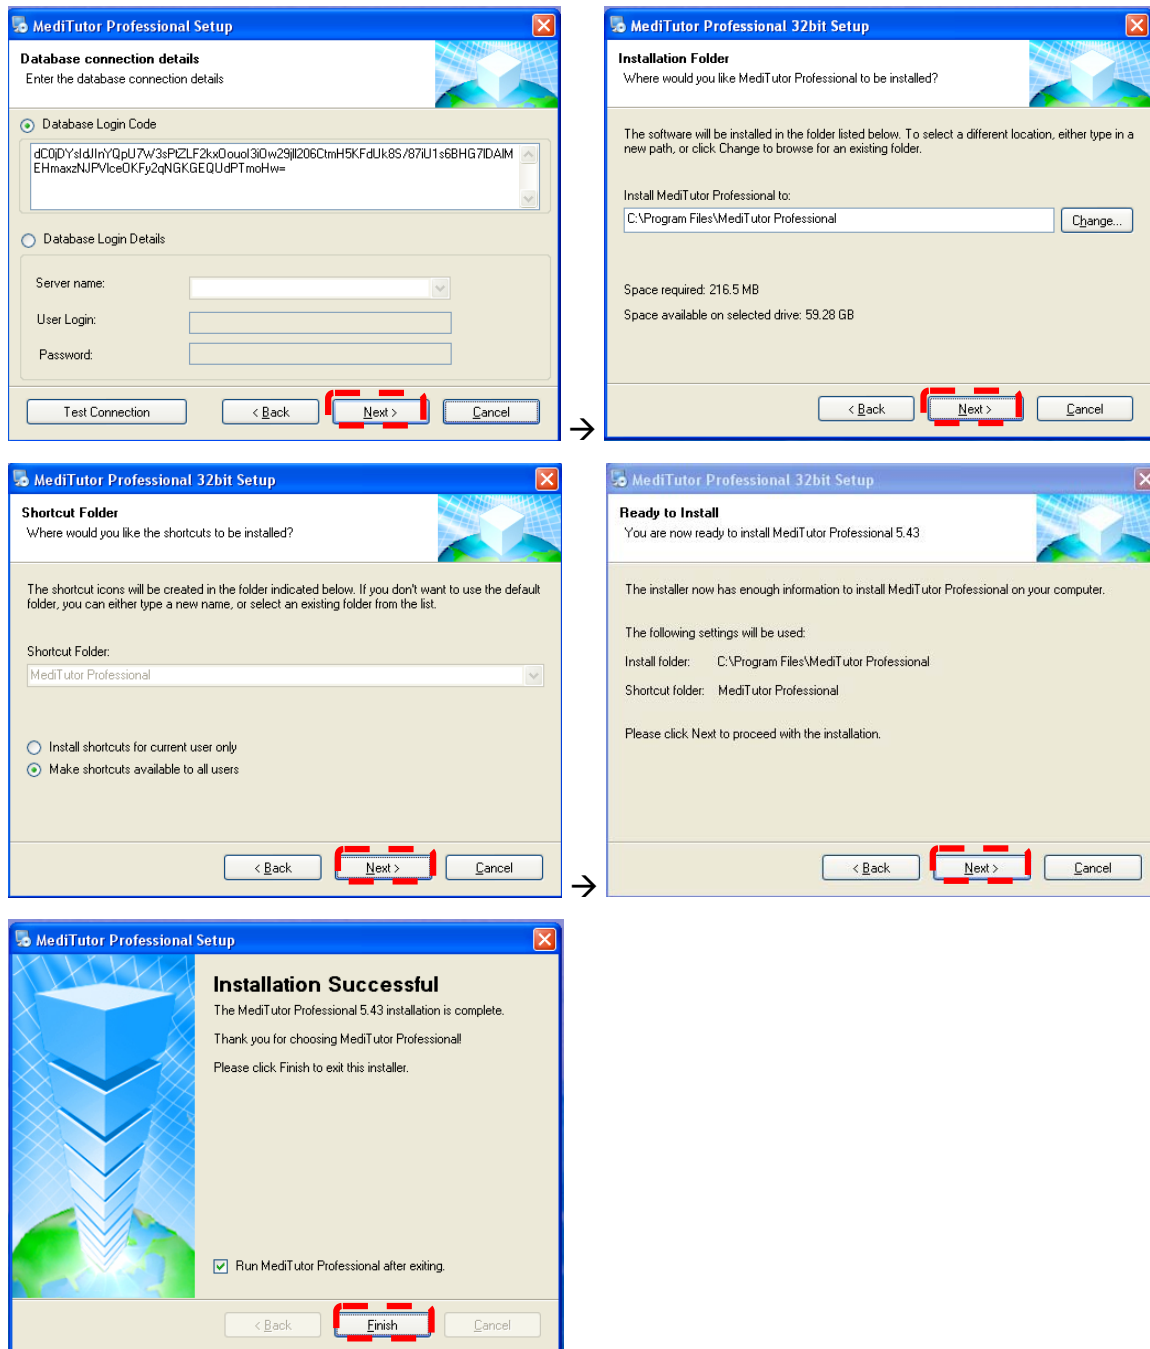 MediTutor Professional Setup
Database connection details
Enter the database connection details
Database Login Code
Database Login Details
Server name:
User Login:
Password:
Test Connection
< Back
Next >
Cancel
→
MediTutor Professional 32bit Setup
Installation Folder
Where would you like MediTutor Professional to be installed?
The software will be installed in the folder listed below. To select a different location, either type in a
new path, or click Change to browse for an existing folder.
Install MediTutor Professional to:
C:\Program Files\MediTutor Professional
Change...
Space required: 216.5 MB
Space available on selected drive: 59.28 GB
< Back
Next >
Cancel
MediTutor Professional 32bit Setup
Shortcut Folder
Where would you like the shortcuts to be installed?
The shortcut icons will be created in the folder indicated below. If you don't want to use the default
folder, you can either type a new name, or select an existing folder from the list.
Shortcut Folder:
MediTutor Professional
Install shortcuts for current user only
Make shortcuts available to all users
< Back
Next >
Cancel
→
MediTutor Professional 32bit Setup
Ready to Install
You are now ready to install MediTutor Professional 5.43
The installer now has enough information to install MediTutor Professional on your computer.
The following settings will be used:
Install folder: C:\Program Files\MediTutor Professional
Shortcut folder: MediTutor Professional
Please click Next to proceed with the installation.
< Back
Next >
Cancel
MediTutor Professional Setup
Installation Successful
The MediTutor Professional 5.43 installation is complete.
Thank you for choosing MediTutor Professional!
Please click Finish to exit this installer.
Run MediTutor Professional after exiting.
< Back
Finish
Cancel